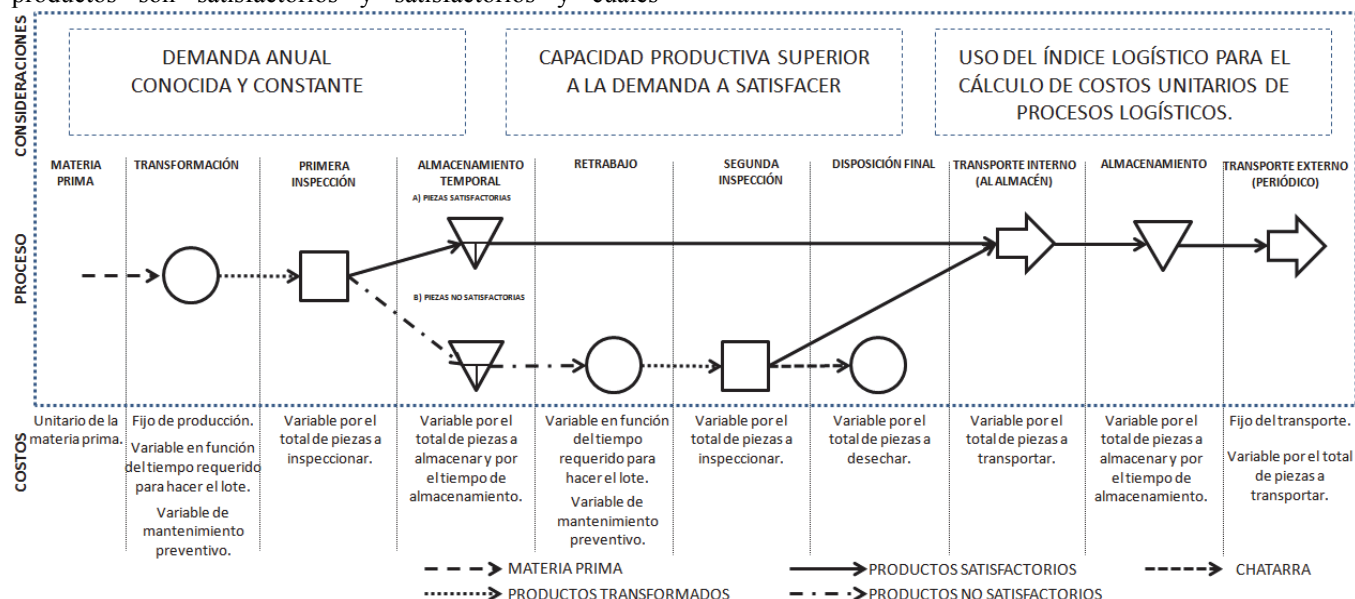 productos son satisfactorios y satisfactorios y cuales
CONSIDERACIONES
DEMANDA ANUAL
CONOCIDA Y CONSTANTE
CAPACIDAD PRODUCTIVA SUPERIOR
A LA DEMANDA A SATISFACER
USO DEL ÍNDICE LOGÍSTICO PARA EL
CÁLCULO DE COSTOS UNITARIOS DE
PROCESOS LOGÍSTICOS.
PROCESO
MATERIA
PRIMA
TRANSFORMACIÓN
PRIMERA
INSPECCIÓN
ALMACENAMIENTO
TEMPORAL
A) PIEZAS SATISFACTORIAS
B) PIEZAS NO SATISFACTORIAS
RETRABAJO
SEGUNDA
INSPECCIÓN
DISPOSICIÓN FINAL
TRANSPORTE INTERNO
(AL ALMACÉN)
ALMACENAMIENTO
TRANSPORTE EXTERNO
(PERIÓDICO)
COSTOS
Unitario de la
materia prima.
Fijo de producción.
Variable en función
del tiempo requerido
para hacer el lote.
Variable de
mantenimiento
preventivo.
Variable por el
total de piezas a
inspeccionar.
Variable por el
total de piezas a
almacenar y por
el tiempo de
almacenamiento.
Variable en función
del tiempo
requerido para
hacer el lote.
Variable de
mantenimiento
preventivo.
Variable por el
total de piezas a
inspeccionar.
Variable por el
total de piezas a
desechar.
Variable por el
total de piezas a
transportar.
Variable por el
total de piezas a
almacenar y por
el tiempo de
almacenamiento.
Fijo del transporte.
Variable por el total
de piezas a
transportar.
MATERIA PRIMA
PRODUCTOS SATISFACTORIOS
CHATARRA
PRODUCTOS TRANSFORMADOS
PRODUCTOS NO SATISFACTORIOS